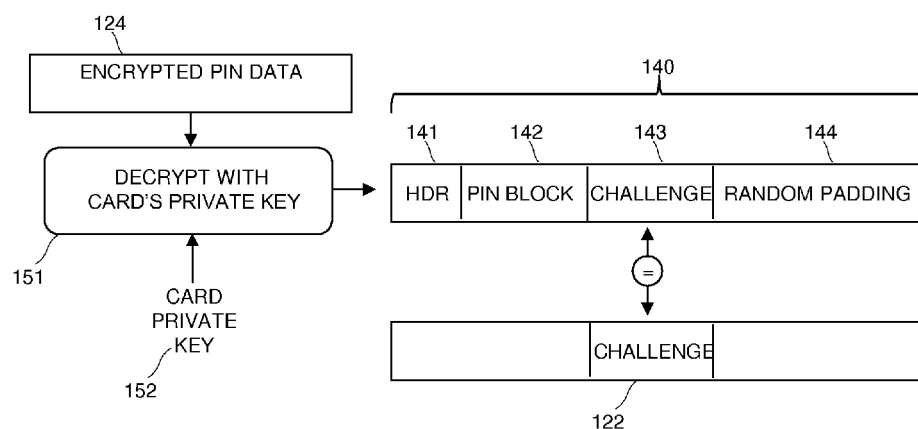 124
ENCRYPTED PIN DATA
140
141
142
143
144
DECRYPT WITH
CARD'S PRIVATE KEY
HDR
PIN BLOCK
CHALLENGE
RANDOM PADDING
151
=
CARD
PRIVATE
KEY
152
CHALLENGE
122